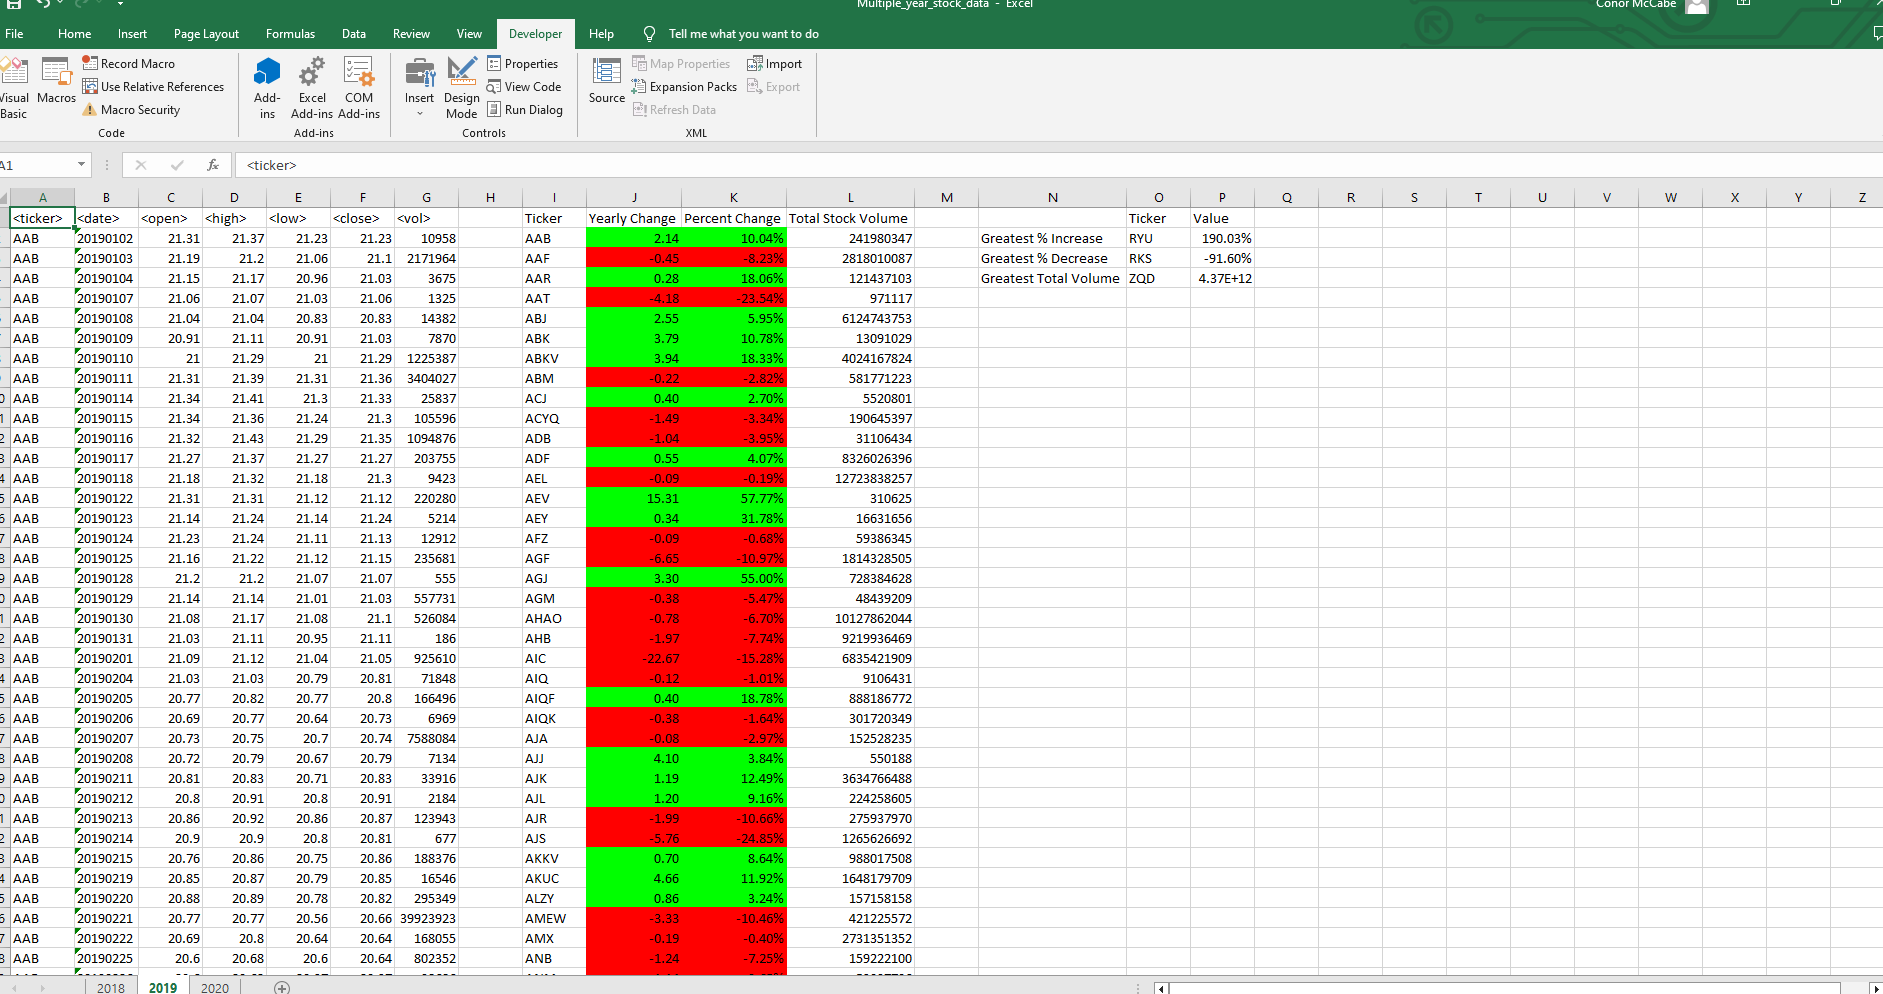 Multiple_year_stock_data - Excel Conor McCabe
File Home Insert Page Layout Formulas Data Review View Developer Help Tell me what you want to do
Record Macro Properties Map Properties Import
Use Relative References View Code Expansion Packs Export
Macro Security Run Dialog Refresh Data
Visual Basic Macros Add-ins Excel Add-ins COM Add-ins Insert Design Mode Source
Code Add-ins Controls XML
A1 fx <ticker>
A B C D E F G H I J K L M N O P Q R S T U V W X Y Z
<ticker> <date> <open> <high> <low> <close> <vol> Ticker Yearly Change Percent Change Total Stock Volume Ticker Value
AAB 20190102 21.31 21.37 21.23 21.23 10958 AAB 2.14 10.04% 241980347 Greatest % Increase RYU 190.03%
AAB 20190103 21.19 21.2 21.06 21.1 2171964 AAF -0.45 -8.23% 2818010087 Greatest % Decrease RKS -91.60%
AAB 20190104 21.15 21.17 20.96 21.03 3675 AAR 0.28 18.06% 121437103 Greatest Total Volume ZQD 4.37E+12
AAB 20190107 21.06 21.07 21.03 21.06 1325 AAT -4.18 -23.54% 971117
AAB 20190108 21.04 21.04 20.83 20.83 14382 ABJ 2.55 5.95% 6124743753
AAB 20190109 20.91 21.11 20.91 21.03 7870 ABK 3.79 10.78% 13091029
AAB 20190110 21 21.29 21 21.29 1225387 ABKV 3.94 18.33% 4024167824
AAB 20190111 21.31 21.39 21.31 21.36 3404027 ABM -0.22 -2.82% 581771223
AAB 20190114 21.34 21.41 21.3 21.33 25837 ACJ 0.40 2.70% 5520801
AAB 20190115 21.34 21.36 21.24 21.3 105596 ACYQ -1.49 -3.34% 190645397
AAB 20190116 21.32 21.43 21.29 21.35 1094876 ADB -1.04 -3.95% 31106434
AAB 20190117 21.27 21.37 21.27 21.27 203755 ADF 0.55 4.07% 8326026396
AAB 20190118 21.18 21.32 21.18 21.3 9423 AEL -0.09 -0.19% 12723838257
AAB 20190122 21.31 21.31 21.12 21.12 220280 AEV 15.31 57.77% 310625
AAB 20190123 21.14 21.24 21.14 21.24 5214 AEY 0.34 31.78% 16631656
AAB 20190124 21.23 21.24 21.11 21.13 12912 AFZ -0.09 -0.68% 59386345
AAB 20190125 21.16 21.22 21.12 21.15 235681 AGF -6.65 -10.97% 1814328505
AAB 20190128 21.2 21.2 21.07 21.07 555 AGJ 3.30 55.00% 728384628
AAB 20190129 21.14 21.14 21.01 21.03 557731 AGM -0.38 -5.47% 48439209
AAB 20190130 21.08 21.17 21.08 21.1 526084 AHAO -0.78 -6.70% 10127862044
AAB 20190131 21.03 21.11 20.95 21.11 186 AHB -1.97 -7.74% 9219936469
AAB 20190201 21.09 21.12 21.04 21.05 925610 AIC -22.67 -15.28% 6835421909
AAB 20190204 21.03 21.03 20.79 20.81 71848 AIQ -0.12 -1.01% 9106431
AAB 20190205 20.77 20.82 20.77 20.8 166496 AIQF 0.40 18.78% 888186772
AAB 20190206 20.69 20.77 20.64 20.73 6969 AIQK -0.38 -1.64% 301720349
AAB 20190207 20.73 20.75 20.7 20.74 7588084 AJA -0.08 -2.97% 152528235
AAB 20190208 20.72 20.79 20.67 20.79 7134 AJJ 4.10 3.84% 550188
AAB 20190211 20.81 20.83 20.71 20.83 33916 AJK 1.19 12.49% 3634766488
AAB 20190212 20.8 20.91 20.8 20.91 2184 AJL 1.20 9.16% 224258605
AAB 20190213 20.86 20.92 20.86 20.87 123943 AJR -1.99 -10.66% 275937970
AAB 20190214 20.9 20.9 20.8 20.81 677 AJS -5.76 -24.85% 1265626692
AAB 20190215 20.76 20.86 20.75 20.86 188376 AKKV 0.70 8.64% 988017508
AAB 20190219 20.85 20.87 20.79 20.85 16546 AKUC 4.66 11.92% 1648179709
AAB 20190220 20.88 20.89 20.78 20.82 295349 ALZY 0.86 3.24% 157158158
AAB 20190221 20.77 20.77 20.56 20.66 39923923 AMEW -3.33 -10.46% 421225572
AAB 20190222 20.69 20.8 20.64 20.64 168055 AMX -0.19 -0.40% 2731351352
AAB 20190225 20.6 20.68 20.6 20.64 802352 ANB -1.24 -7.25% 159222100
2018 2019 2020